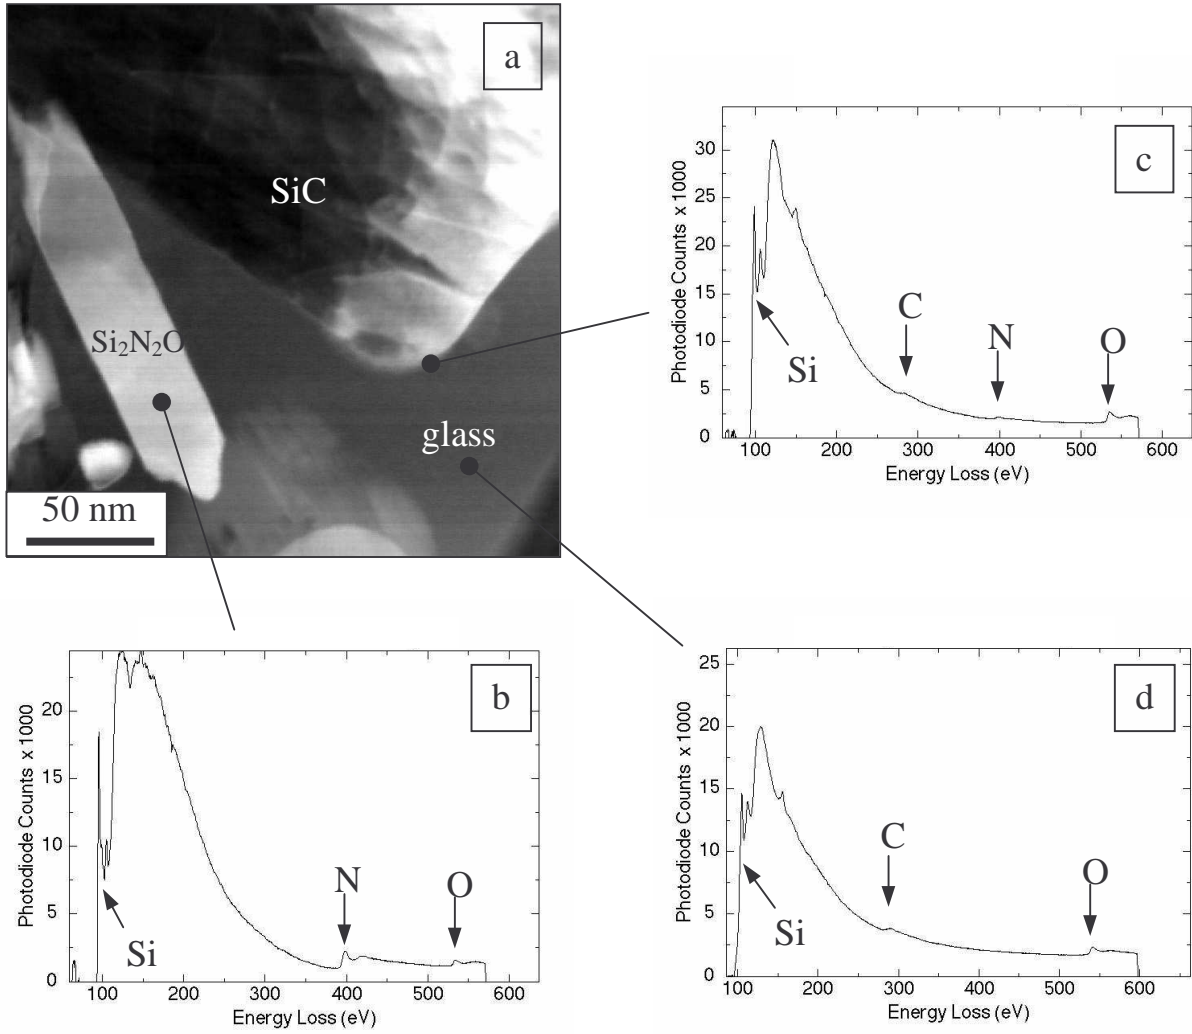 a
SiC
Si₂N₂O
glass
50 nm
c
Photodiode Counts x 1000
30
25
20
15
10
5
0
C
N
O
Si
100 200 300 400 500 600
Energy Loss (eV)
b
Photodiode Counts x 1000
20
15
10
5
0
N
O
Si
100 200 300 400 500 600
Energy Loss (eV)
d
Photodiode Counts x 1000
25
20
15
10
5
0
C
O
Si
100 200 300 400 500 600
Energy Loss (eV)